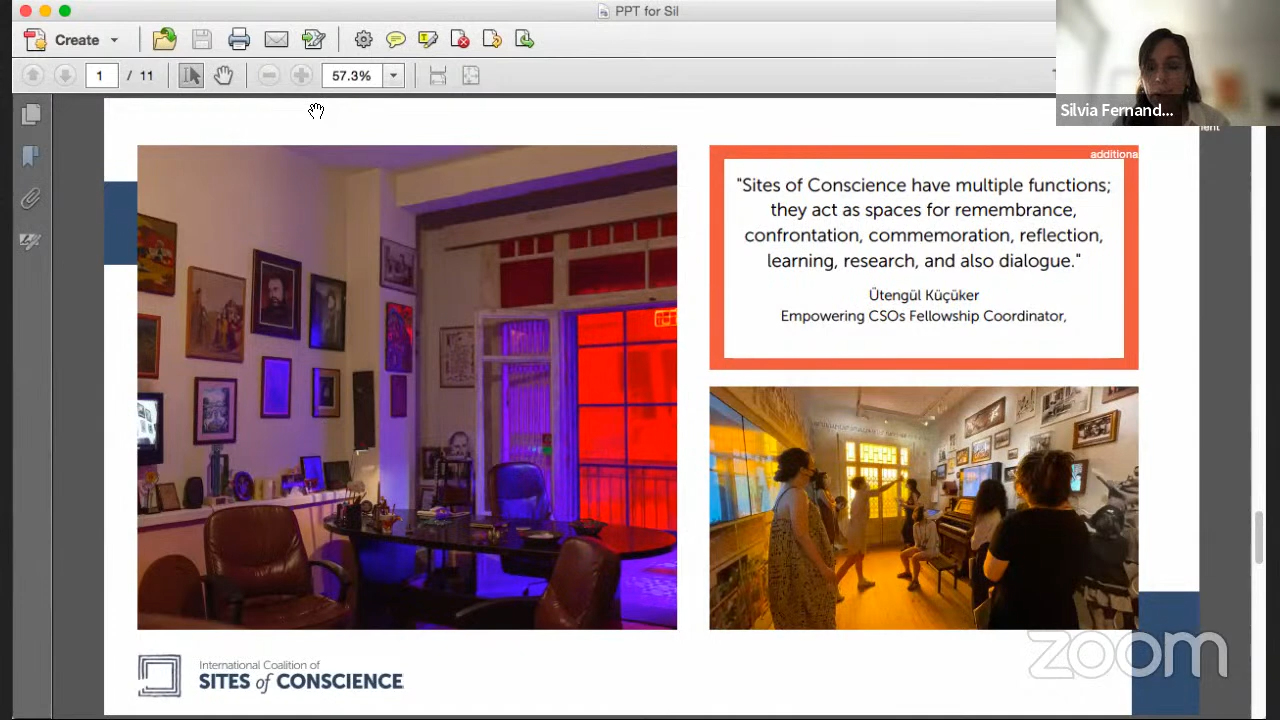 PPT for Sil
Create
1 / 11
57.3%
Silvia Fernand...
ent
additiona
"Sites of Conscience have multiple functions;
they act as spaces for remembrance,
confrontation, commemoration, reflection,
learning, research, and also dialogue."
Ütengül Küçüker
Empowering CSOs Fellowship Coordinator,
International Coalition of
SITES of CONSCIENCE
zoom